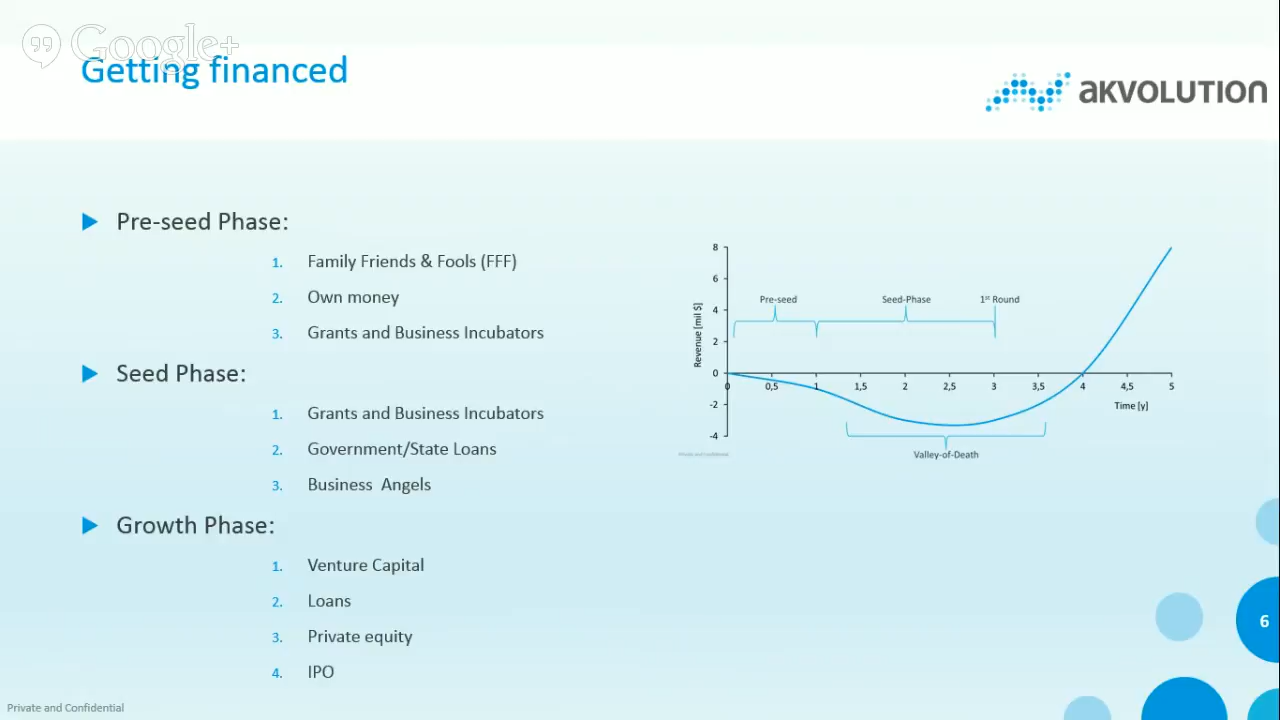 Google+
Getting financed
AKVOLUTION
Pre-seed Phase:
1. Family Friends & Fools (FFF)
2. Own money
3. Grants and Business Incubators
Seed Phase:
1. Grants and Business Incubators
2. Government/State Loans
3. Business Angels
Growth Phase:
1. Venture Capital
2. Loans
3. Private equity
4. IPO
8
6
4
2
0
-2
-4
Revenue [mil $]
Pre-seed
Seed-Phase
1st Round
0 0,5 1 1,5 2 2,5 3 3,5 4 4,5 5
Time [y]
Valley-of-Death
Private and Confidential
6
Private and Confidential